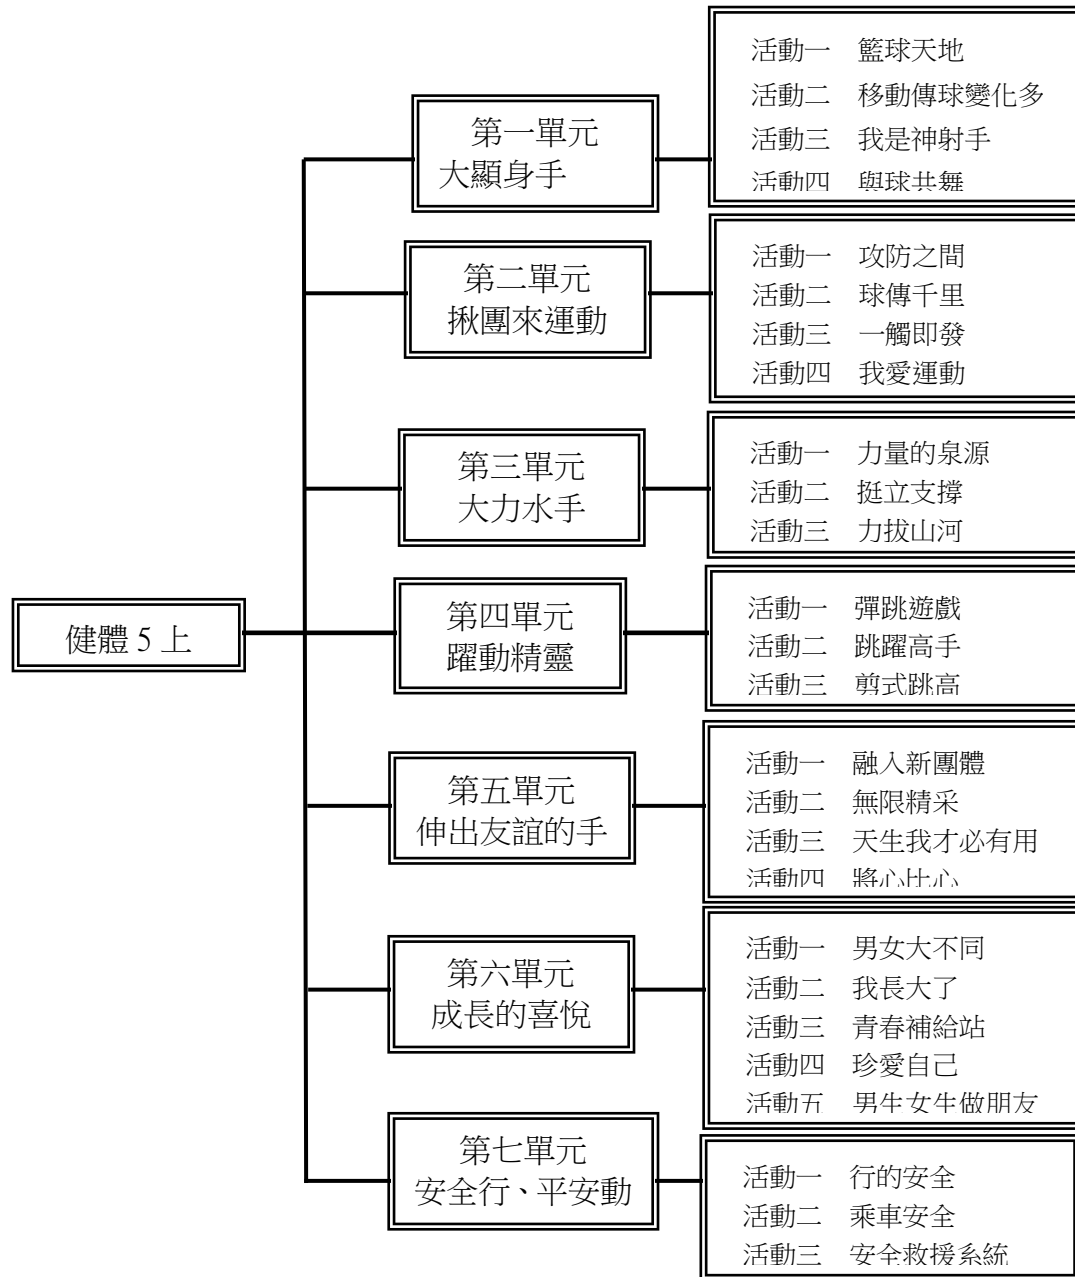 健體 5 上
第一單元
大顯身手
活動一 籃球天地
活動二 移動傳球變化多
活動三 我是神射手
活動四 與球共舞
第二單元
揪團來運動
活動一 攻防之間
活動二 球傳千里
活動三 一觸即發
活動四 我愛運動
第三單元
大力水手
活動一 力量的泉源
活動二 挺立支撐
活動三 力拔山河
第四單元
躍動精靈
活動一 彈跳遊戲
活動二 跳躍高手
活動三 剪式跳高
第五單元
伸出友誼的手
活動一 融入新團體
活動二 無限精采
活動三 天生我才必有用
活動四 將心比心
第六單元
成長的喜悅
活動一 男女大不同
活動二 我長大了
活動三 青春補給站
活動四 珍愛自己
活動五 男生女生做朋友
第七單元
安全行、平安動
活動一 行的安全
活動二 乘車安全
活動三 安全救援系統